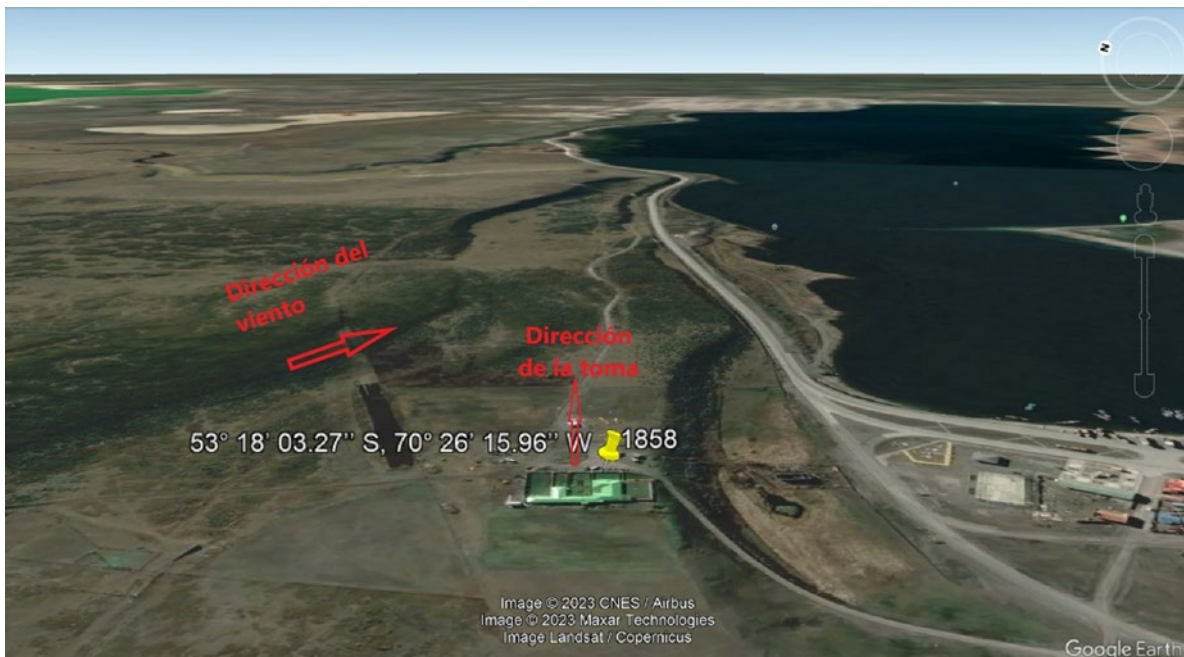 N
Dirección del
viento
Dirección
de la toma
53° 18' 03.27'' S, 70° 26' 15.96'' W 1858
Image © 2023 CNES / Airbus
Image © 2023 Maxar Technologies
Image Landsat / Copernicus
Google Earth